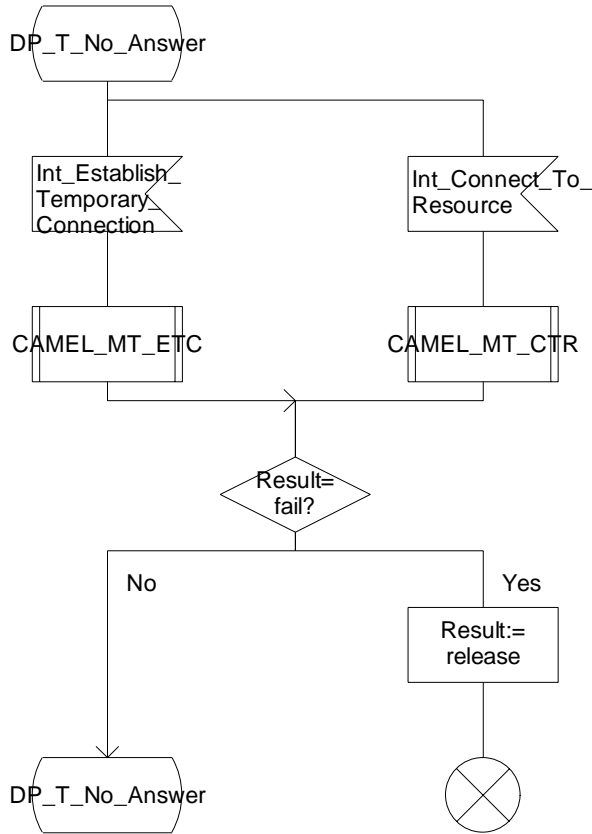 DP_T_No_Answer
Int_Establish_
Temporary_
Connection
Int_Connect_To_
Resource
CAMEL_MT_ETC
CAMEL_MT_CTR
Result=
fail?
No
Yes
Result:=
release
DP_T_No_Answer